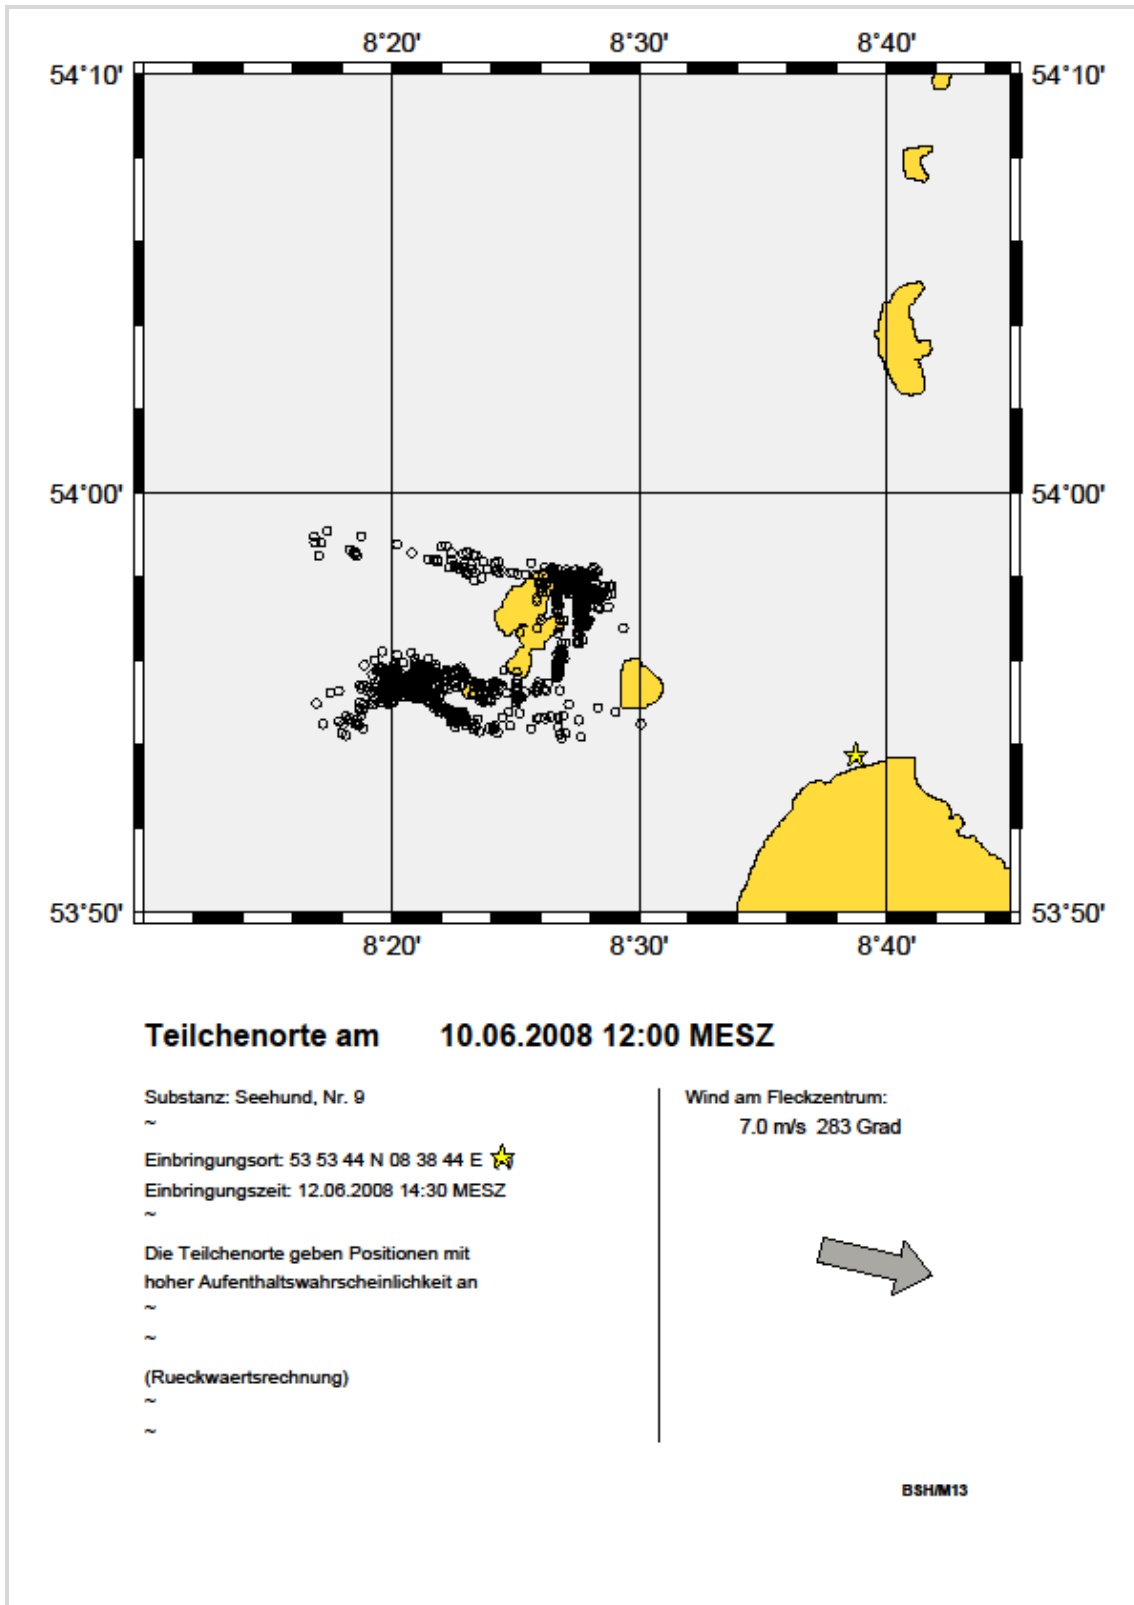 8°20' 8°30' 8°40'
54°10' 54°10'
54°00' 54°00'
53°50' 53°50'
8°20' 8°30' 8°40'
Teilchenorte am 10.06.2008 12:00 MESZ
Substanz: Seehund, Nr. 9
~
Einbringungsort: 53 53 44 N 08 38 44 E
Einbringungszeit: 12.06.2008 14:30 MESZ
~
Die Teilchenorte geben Positionen mit
hoher Aufenthaltswahrscheinlichkeit an
~
~
(Rueckwaertsrechnung)
~
~
Wind am Fleckzentrum:
7.0 m/s 283 Grad
BSH/M13